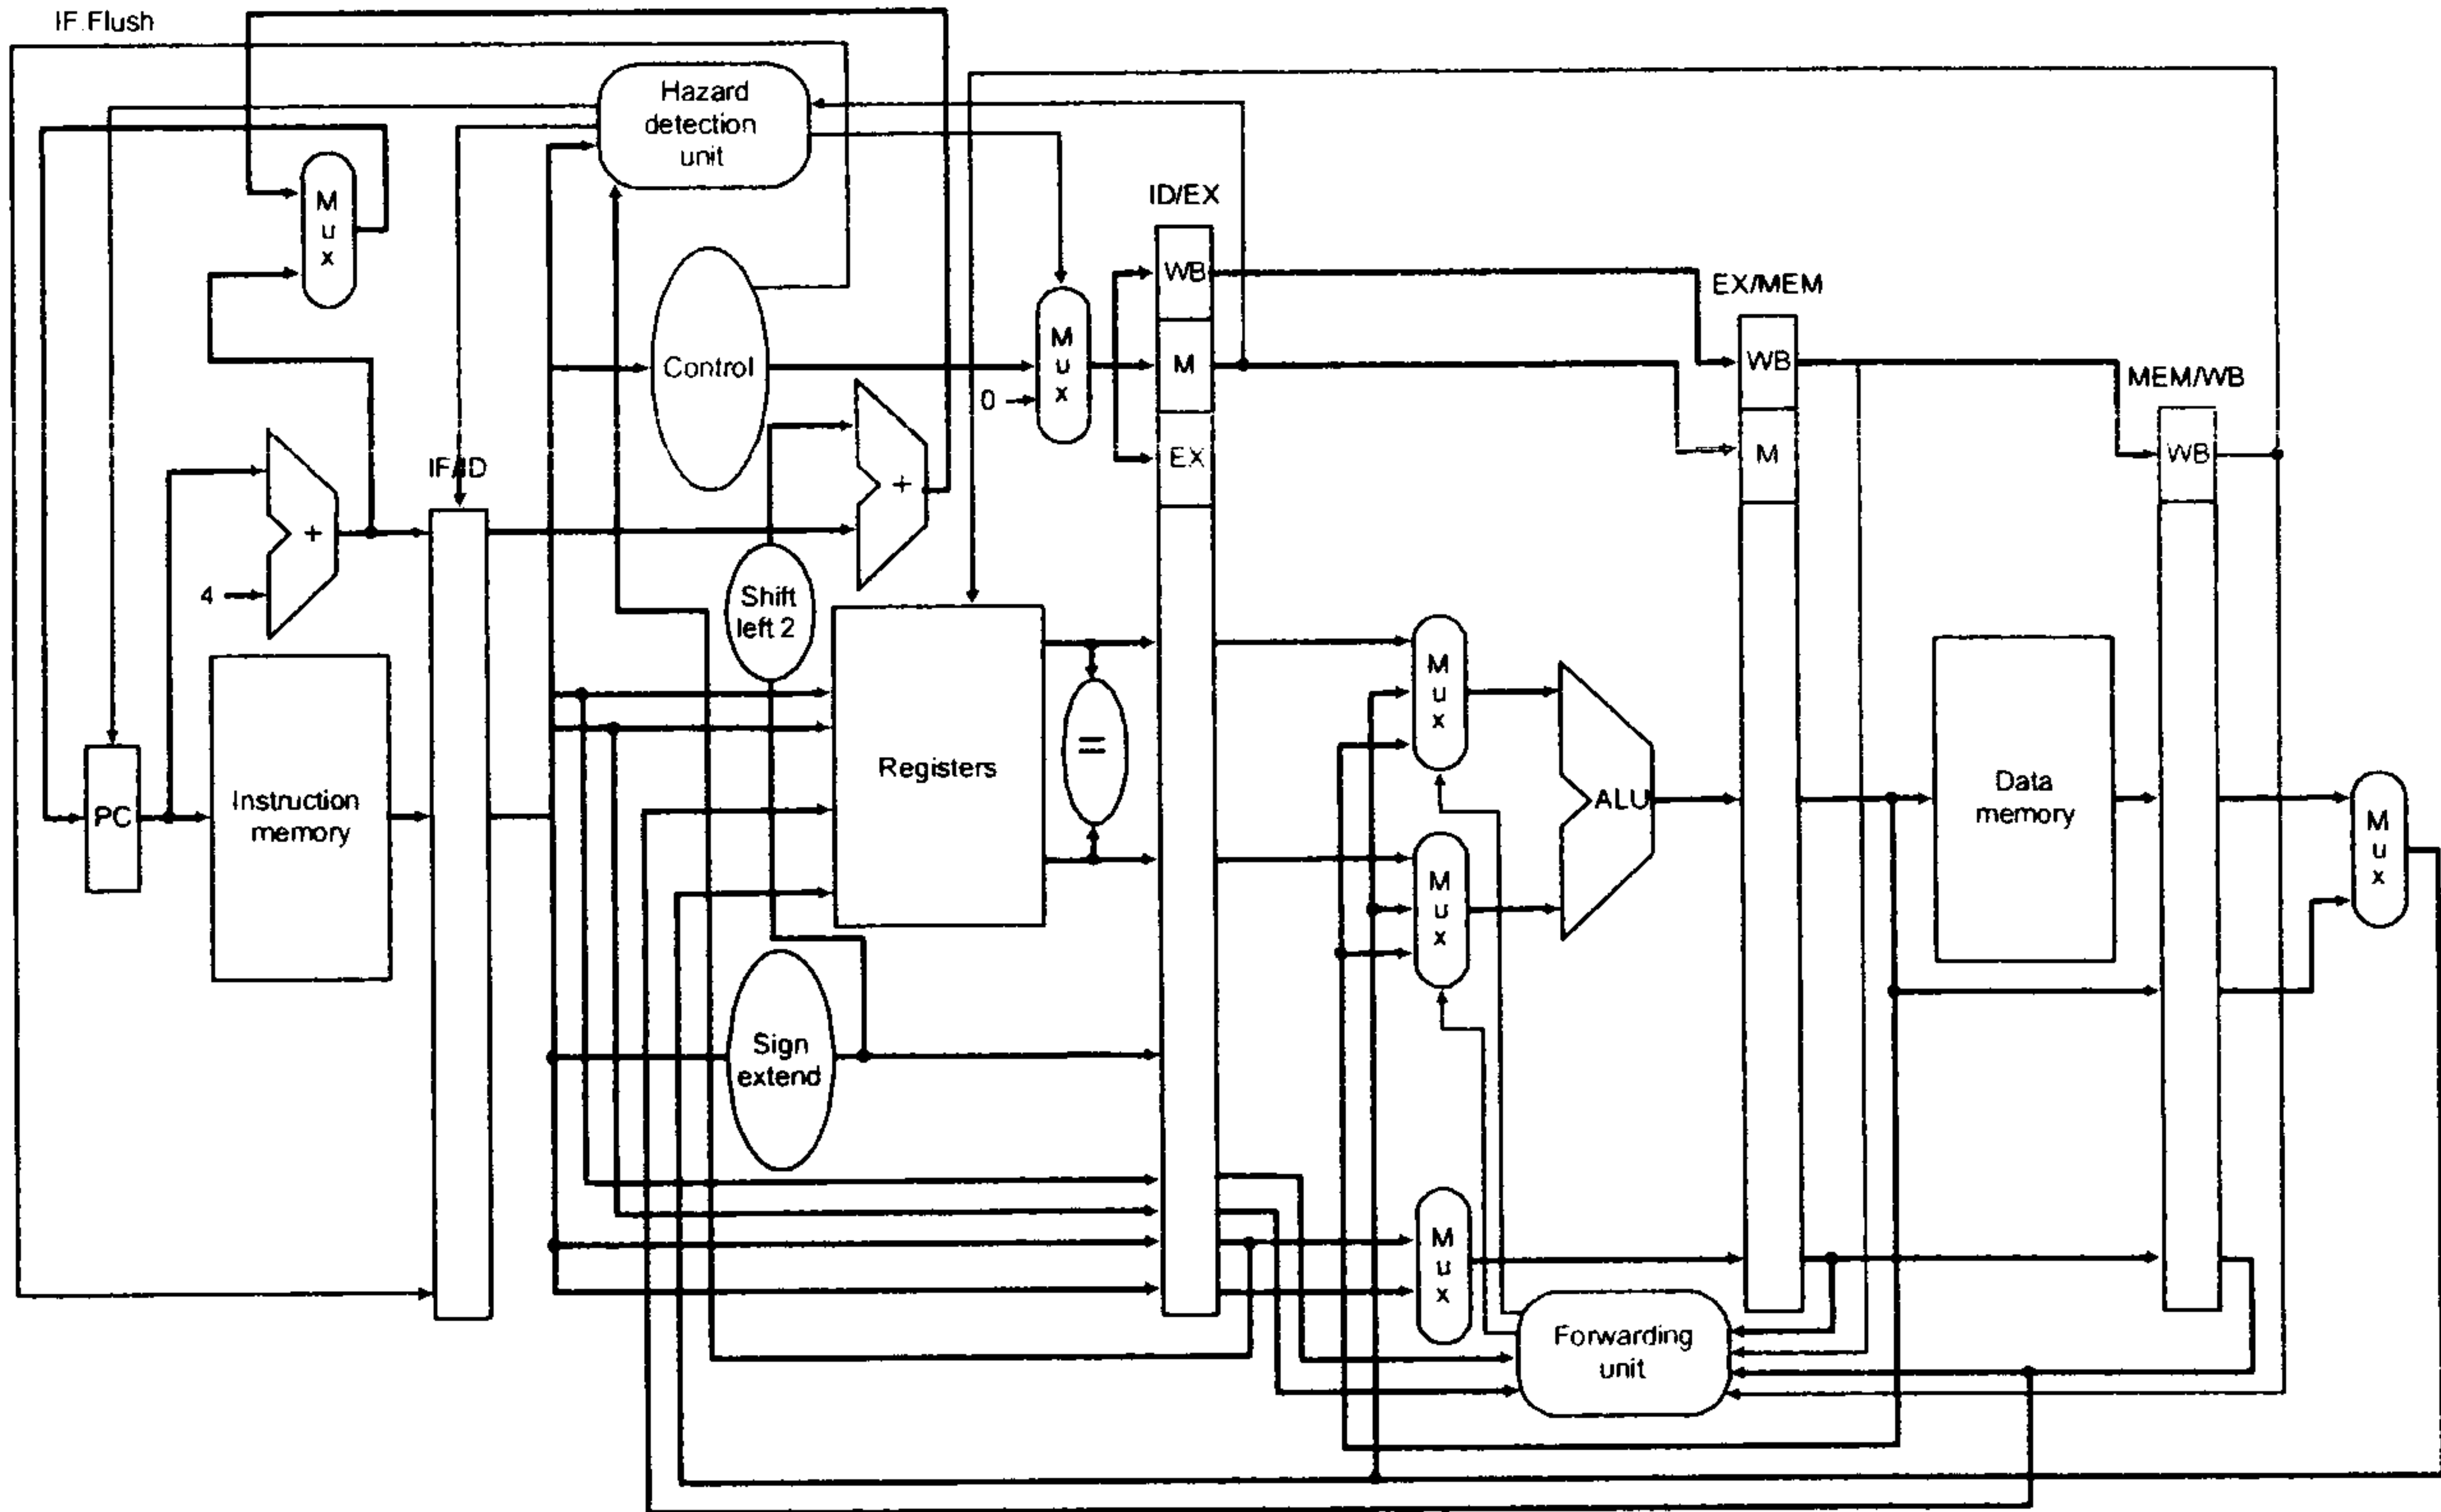 IF.Flush
Hazard
detection
unit
M
u
x
ID/EX
WB
EX/MEM
Control
M
u
x
M
WB
MEM/WB
0
EX
M
WB
IF/ID
+
+
4
Shift
left 2
M
u
x
Registers
=
ALU
Data
memory
PC
Instruction
memory
M
u
x
M
u
x
Sign
extend
M
u
x
Forwarding
unit